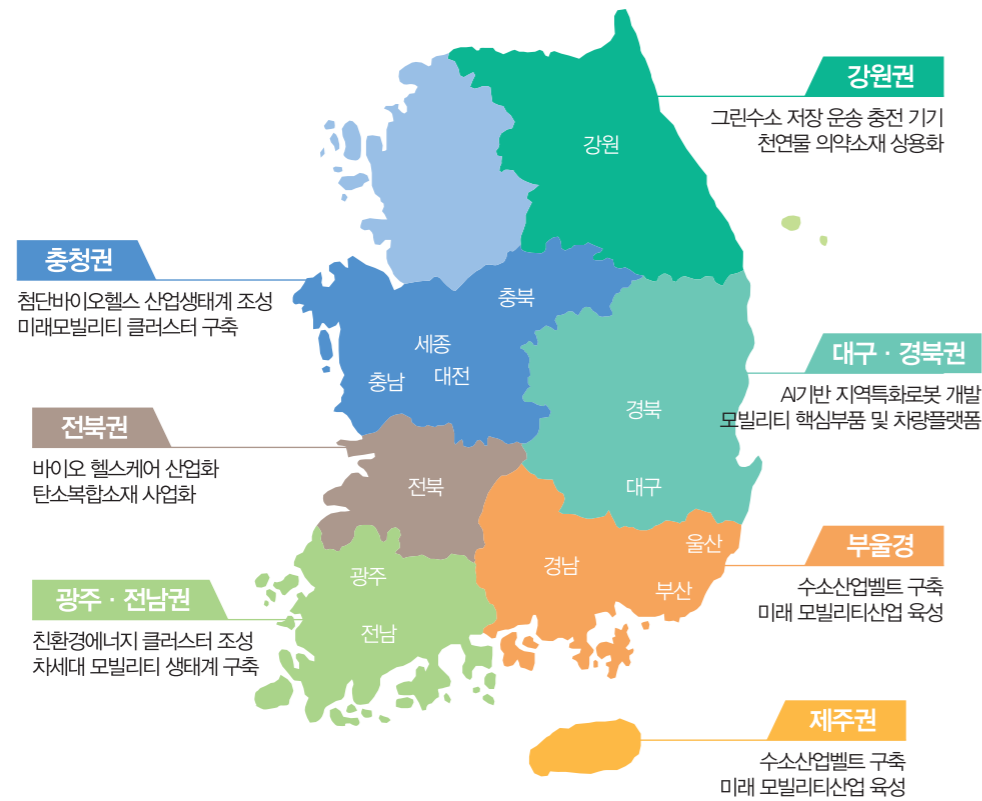 강원권
그린수소 저장 운송 충전 기기
천연물 의약소재 상용화
강원
충청권
첨단바이오헬스 산업생태계 조성
미래모빌리티 클러스터 구축
충북
세종
대전
충남
대구 · 경북권
AI기반 지역특화로봇 개발
모빌리티 핵심부품 및 차량플랫폼
경북
대구
전북권
바이오 헬스케어 산업화
탄소복합소재 사업화
전북
부울경
수소산업벨트 구축
미래 모빌리티산업 육성
울산
경남
부산
광주 · 전남권
친환경에너지 클러스터 조성
차세대 모빌리티 생태계 구축
광주
전남
제주권
수소산업벨트 구축
미래 모빌리티산업 육성